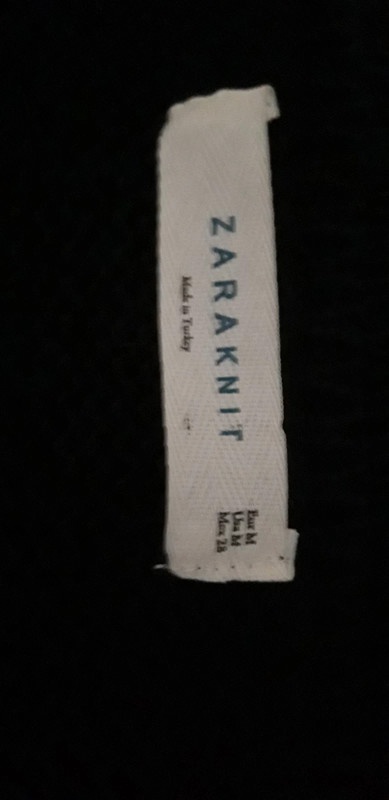 ZARAKNIT
Made in Turkey
Eur M
Usa M
Mex 28